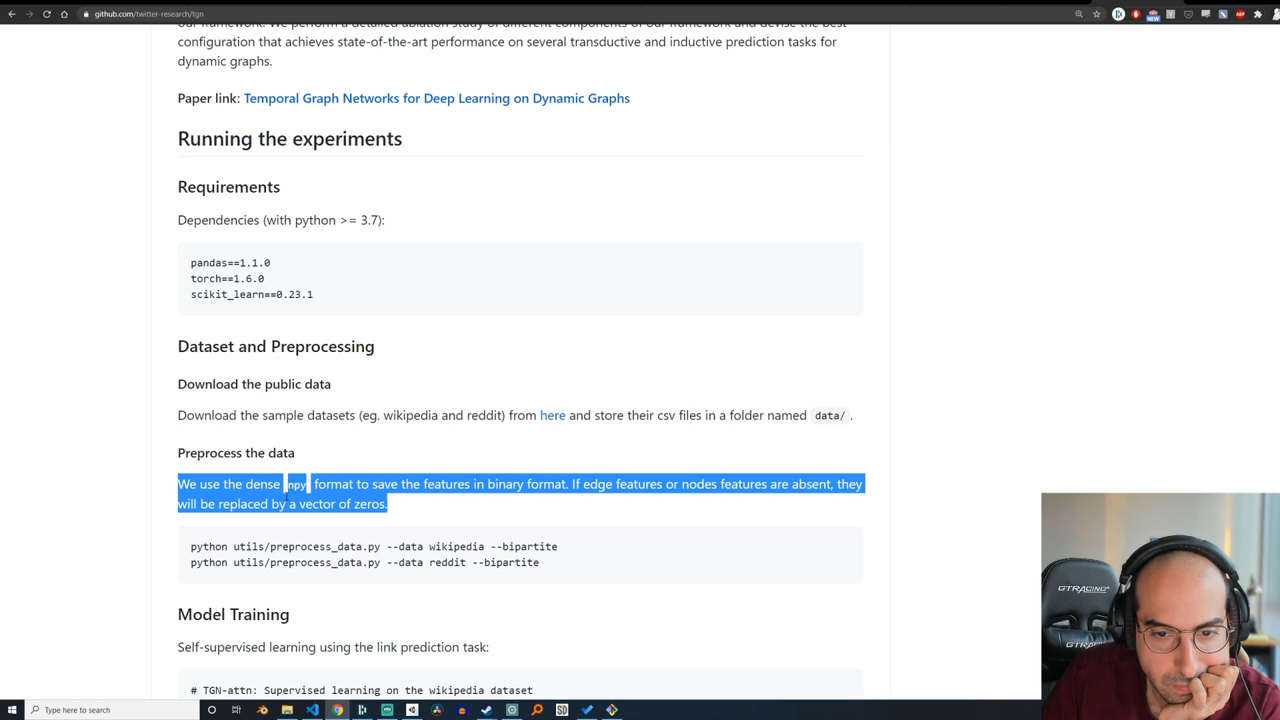 github.com/twitter-research/tgn
our framework. We perform a detailed ablation study of different components of our framework and devise the best
configuration that achieves state-of-the-art performance on several transductive and inductive prediction tasks for
dynamic graphs.
Paper link: Temporal Graph Networks for Deep Learning on Dynamic Graphs
Running the experiments
Requirements
Dependencies (with python >= 3.7):
pandas==1.1.0
torch==1.6.0
scikit_learn==0.23.1
Dataset and Preprocessing
Download the public data
Download the sample datasets (eg. wikipedia and reddit) from here and store their csv files in a folder named data/ .
Preprocess the data
We use the dense npy format to save the features in binary format. If edge features or nodes features are absent, they
will be replaced by a vector of zeros.
python utils/preprocess_data.py --data wikipedia --bipartite
python utils/preprocess_data.py --data reddit --bipartite
Model Training
Self-supervised learning using the link prediction task:
# TGN-attn: Supervised learning on the wikipedia dataset
GTRACING
GTRACING
Type here to search